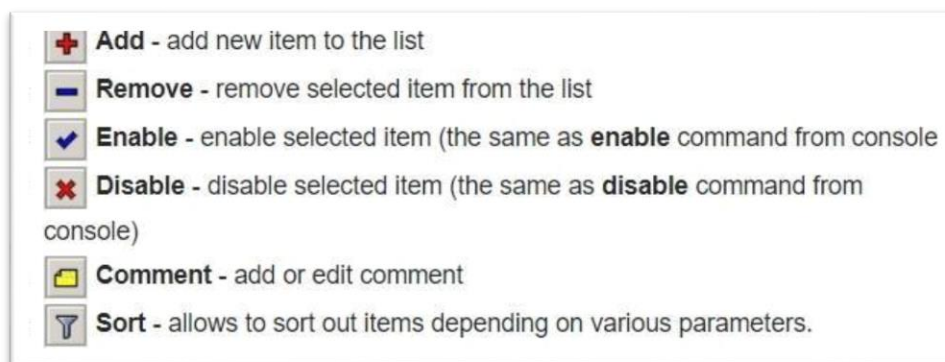 Add - add new item to the list
Remove - remove selected item from the list
Enable - enable selected item (the same as enable command from console
Disable - disable selected item (the same as disable command from
console)
Comment - add or edit comment
Sort - allows to sort out items depending on various parameters.